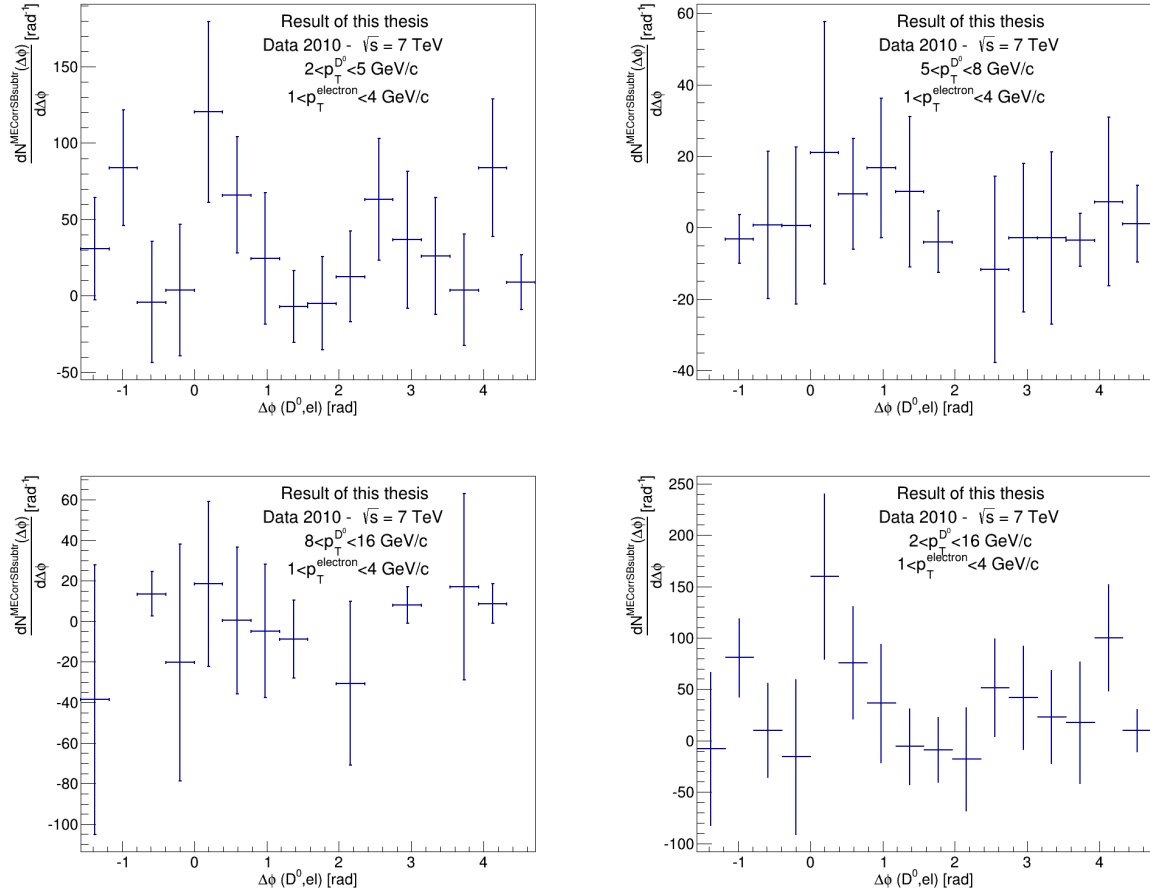 dN^MECorrSBsubtr(Δϕ) / dΔϕ [rad⁻¹]
Result of this thesis
Data 2010 - √s = 7 TeV
2<p_T^D⁰<5 GeV/c
1<p_T^electron<4 GeV/c
150
100
50
0
-50
-1 0 1 2 3 4
Δϕ (D⁰,el) [rad]
dN^MECorrSBsubtr(Δϕ) / dΔϕ [rad⁻¹]
Result of this thesis
Data 2010 - √s = 7 TeV
5<p_T^D⁰<8 GeV/c
1<p_T^electron<4 GeV/c
60
40
20
0
-20
-40
-1 0 1 2 3 4
Δϕ (D⁰,el) [rad]
dN^MECorrSBsubtr(Δϕ) / dΔϕ [rad⁻¹]
Result of this thesis
Data 2010 - √s = 7 TeV
8<p_T^D⁰<16 GeV/c
1<p_T^electron<4 GeV/c
60
40
20
0
-20
-40
-60
-80
-100
-1 0 1 2 3 4
Δϕ (D⁰,el) [rad]
dN^MECorrSBsubtr(Δϕ) / dΔϕ [rad⁻¹]
Result of this thesis
Data 2010 - √s = 7 TeV
2<p_T^D⁰<16 GeV/c
1<p_T^electron<4 GeV/c
250
200
150
100
50
0
-50
-100
-1 0 1 2 3 4
Δϕ (D⁰,el) [rad]